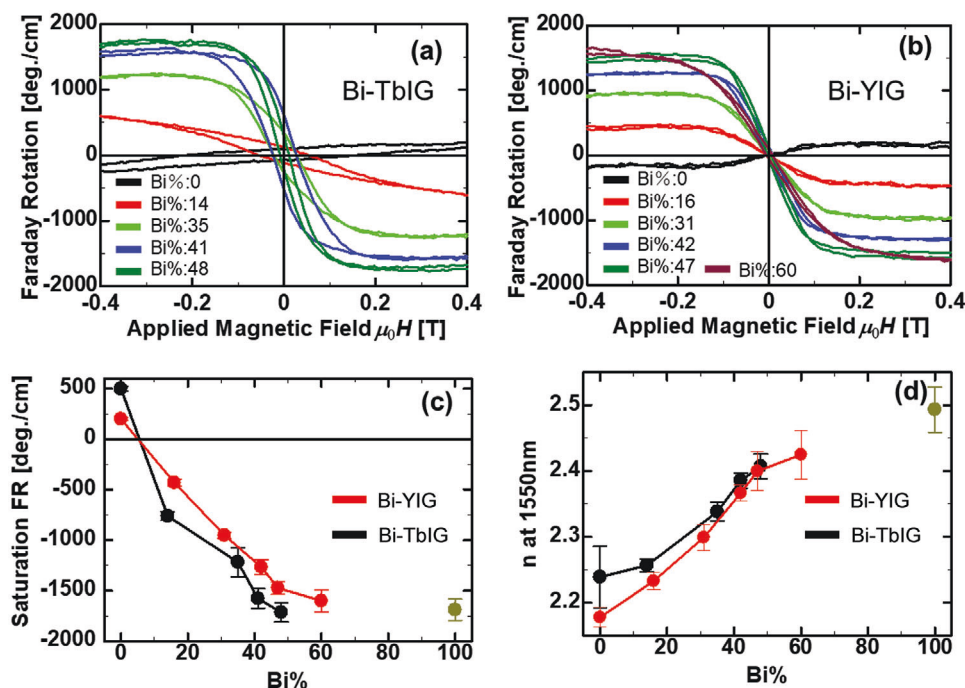 (a)
Bi-TbIG
Faraday Rotation [deg./cm]
2000
1000
0
-1000
2000
Bi%:0
Bi%:14
Bi%:35
Bi%:41
Bi%:48
-0.4 -0.2 0 0.2 0.4
Applied Magnetic Field μ₀H [T]
(b)
Bi-YIG
Faraday Rotation [deg./cm]
2000
1000
0
-1000
2000
Bi%:0
Bi%:16
Bi%:31
Bi%:42
Bi%:47 Bi%:60
-0.4 -0.2 0 0.2 0.4
Applied Magnetic Field μ₀H [T]
(c)
Saturation FR [deg./cm]
500
0
-500
-1000
-1500
-2000
Bi-YIG
Bi-TbIG
0 20 40 60 80 100
Bi%
(d)
n at 1550nm
2.5
2.4
2.3
2.2
Bi-YIG
Bi-TbIG
0 20 40 60 80 100
Bi%